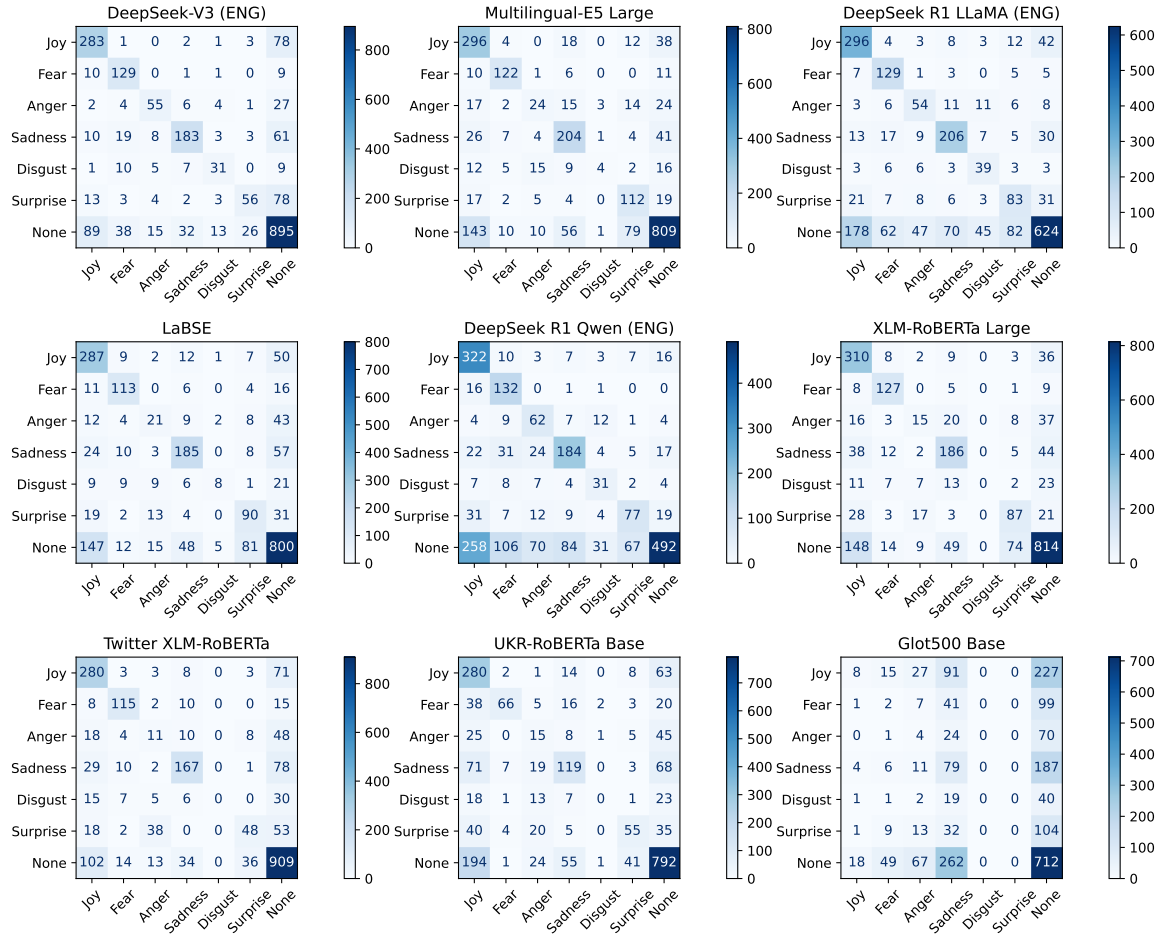 DeepSeek-V3 (ENG)
Joy 283 1 0 2 1 3 78
Fear 10 129 0 1 1 0 9
Anger 2 4 55 6 4 1 27
Sadness 10 19 8 183 3 3 61
Disgust 1 10 5 7 31 0 9
Surprise 13 3 4 2 3 56 78
None 89 38 15 32 13 26 895
Joy Fear Anger Sadness Disgust Surprise None
800
600
400
200
0
Multilingual-E5 Large
Joy 296 4 0 18 0 12 38
Fear 10 122 1 6 0 0 11
Anger 17 2 24 15 3 14 24
Sadness 26 7 4 204 1 4 41
Disgust 12 5 15 9 4 2 16
Surprise 17 2 5 4 0 112 19
None 143 10 10 56 1 79 809
Joy Fear Anger Sadness Disgust Surprise None
800
600
400
200
0
DeepSeek R1 LLaMA (ENG)
Joy 296 4 3 8 3 12 42
Fear 7 129 1 3 0 5 5
Anger 3 6 54 11 11 6 8
Sadness 13 17 9 206 7 5 30
Disgust 3 6 6 3 39 3 3
Surprise 21 7 8 6 3 83 31
None 178 62 47 70 45 82 624
Joy Fear Anger Sadness Disgust Surprise None
600
500
400
300
200
100
0
LaBSE
Joy 287 9 2 12 1 7 50
Fear 11 113 0 6 0 4 16
Anger 12 4 21 9 2 8 43
Sadness 24 10 3 185 0 8 57
Disgust 9 9 9 6 8 1 21
Surprise 19 2 13 4 0 90 31
None 147 12 15 48 5 81 800
Joy Fear Anger Sadness Disgust Surprise None
800
700
600
500
400
300
200
100
0
DeepSeek R1 Qwen (ENG)
Joy 322 10 3 7 3 7 16
Fear 16 132 0 1 1 0 0
Anger 4 9 62 7 12 1 4
Sadness 22 31 24 184 4 5 17
Disgust 7 8 7 4 31 2 4
Surprise 31 7 12 9 4 77 19
None 258 106 70 84 31 67 492
Joy Fear Anger Sadness Disgust Surprise None
400
300
200
100
0
XLM-RoBERTa Large
Joy 310 8 2 9 0 3 36
Fear 8 127 0 5 0 1 9
Anger 16 3 15 20 0 8 37
Sadness 38 12 2 186 0 5 44
Disgust 11 7 7 13 0 2 23
Surprise 28 3 17 3 0 87 21
None 148 14 9 49 0 74 814
Joy Fear Anger Sadness Disgust Surprise None
800
600
400
200
0
Twitter XLM-RoBERTa
Joy 280 3 3 8 0 3 71
Fear 8 115 2 10 0 0 15
Anger 18 4 11 10 0 8 48
Sadness 29 10 2 167 0 1 78
Disgust 15 7 5 6 0 0 30
Surprise 18 2 38 0 0 48 53
None 102 14 13 34 0 36 909
Joy Fear Anger Sadness Disgust Surprise None
800
600
400
200
0
UKR-RoBERTa Base
Joy 280 2 1 14 0 8 63
Fear 38 66 5 16 2 3 20
Anger 25 0 15 8 1 5 45
Sadness 71 7 19 119 0 3 68
Disgust 18 1 13 7 0 1 23
Surprise 40 4 20 5 0 55 35
None 194 1 24 55 1 41 792
Joy Fear Anger Sadness Disgust Surprise None
700
600
500
400
300
200
100
0
Glot500 Base
Joy 8 15 27 91 0 0 227
Fear 1 2 7 41 0 0 99
Anger 0 1 4 24 0 0 70
Sadness 4 6 11 79 0 0 187
Disgust 1 1 2 19 0 0 40
Surprise 1 9 13 32 0 0 104
None 18 49 67 262 0 0 712
Joy Fear Anger Sadness Disgust Surprise None
700
600
500
400
300
200
100
0